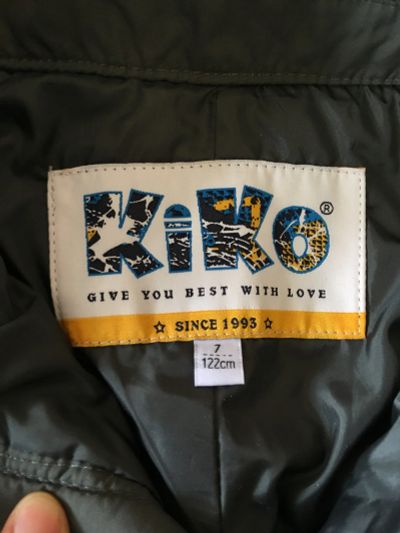 KiKo®
GIVE YOU BEST WITH LOVE
☆ SINCE 1993 ☆
7
122cm